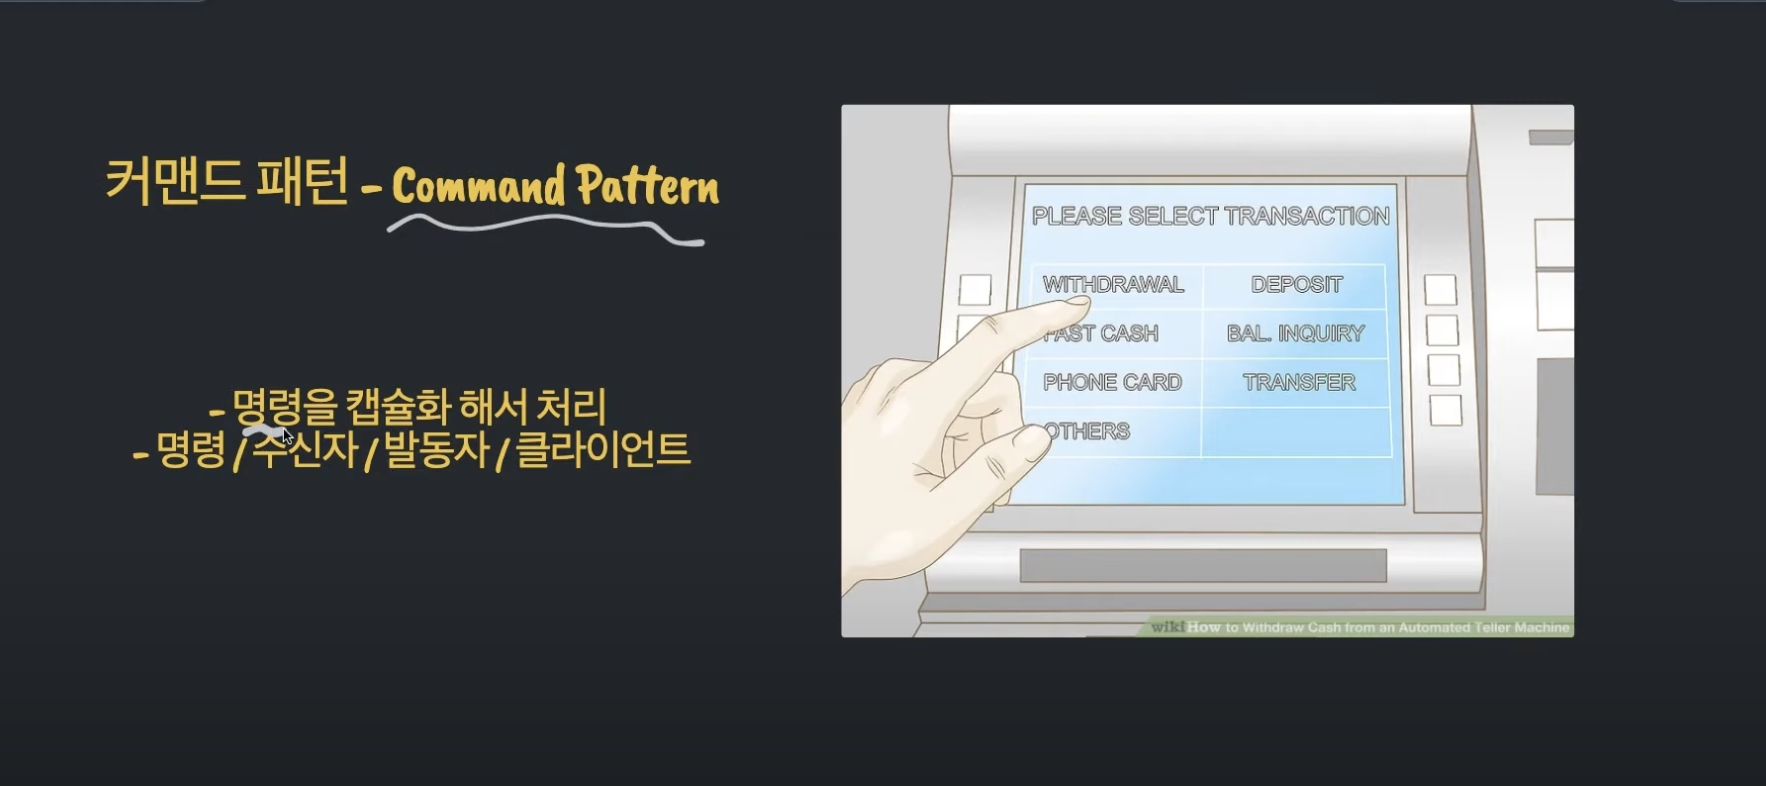 커맨드 패턴 - Command Pattern
- 명령을 캡슐화 해서 처리
- 명령 / 수신자 / 발동자 / 클라이언트
PLEASE SELECT TRANSACTION
WITHDRAWAL DEPOSIT
FAST CASH BAL. INQUIRY
PHONE CARD TRANSFER
OTHERS
wikiHow to Withdraw Cash from an Automated Teller Machine